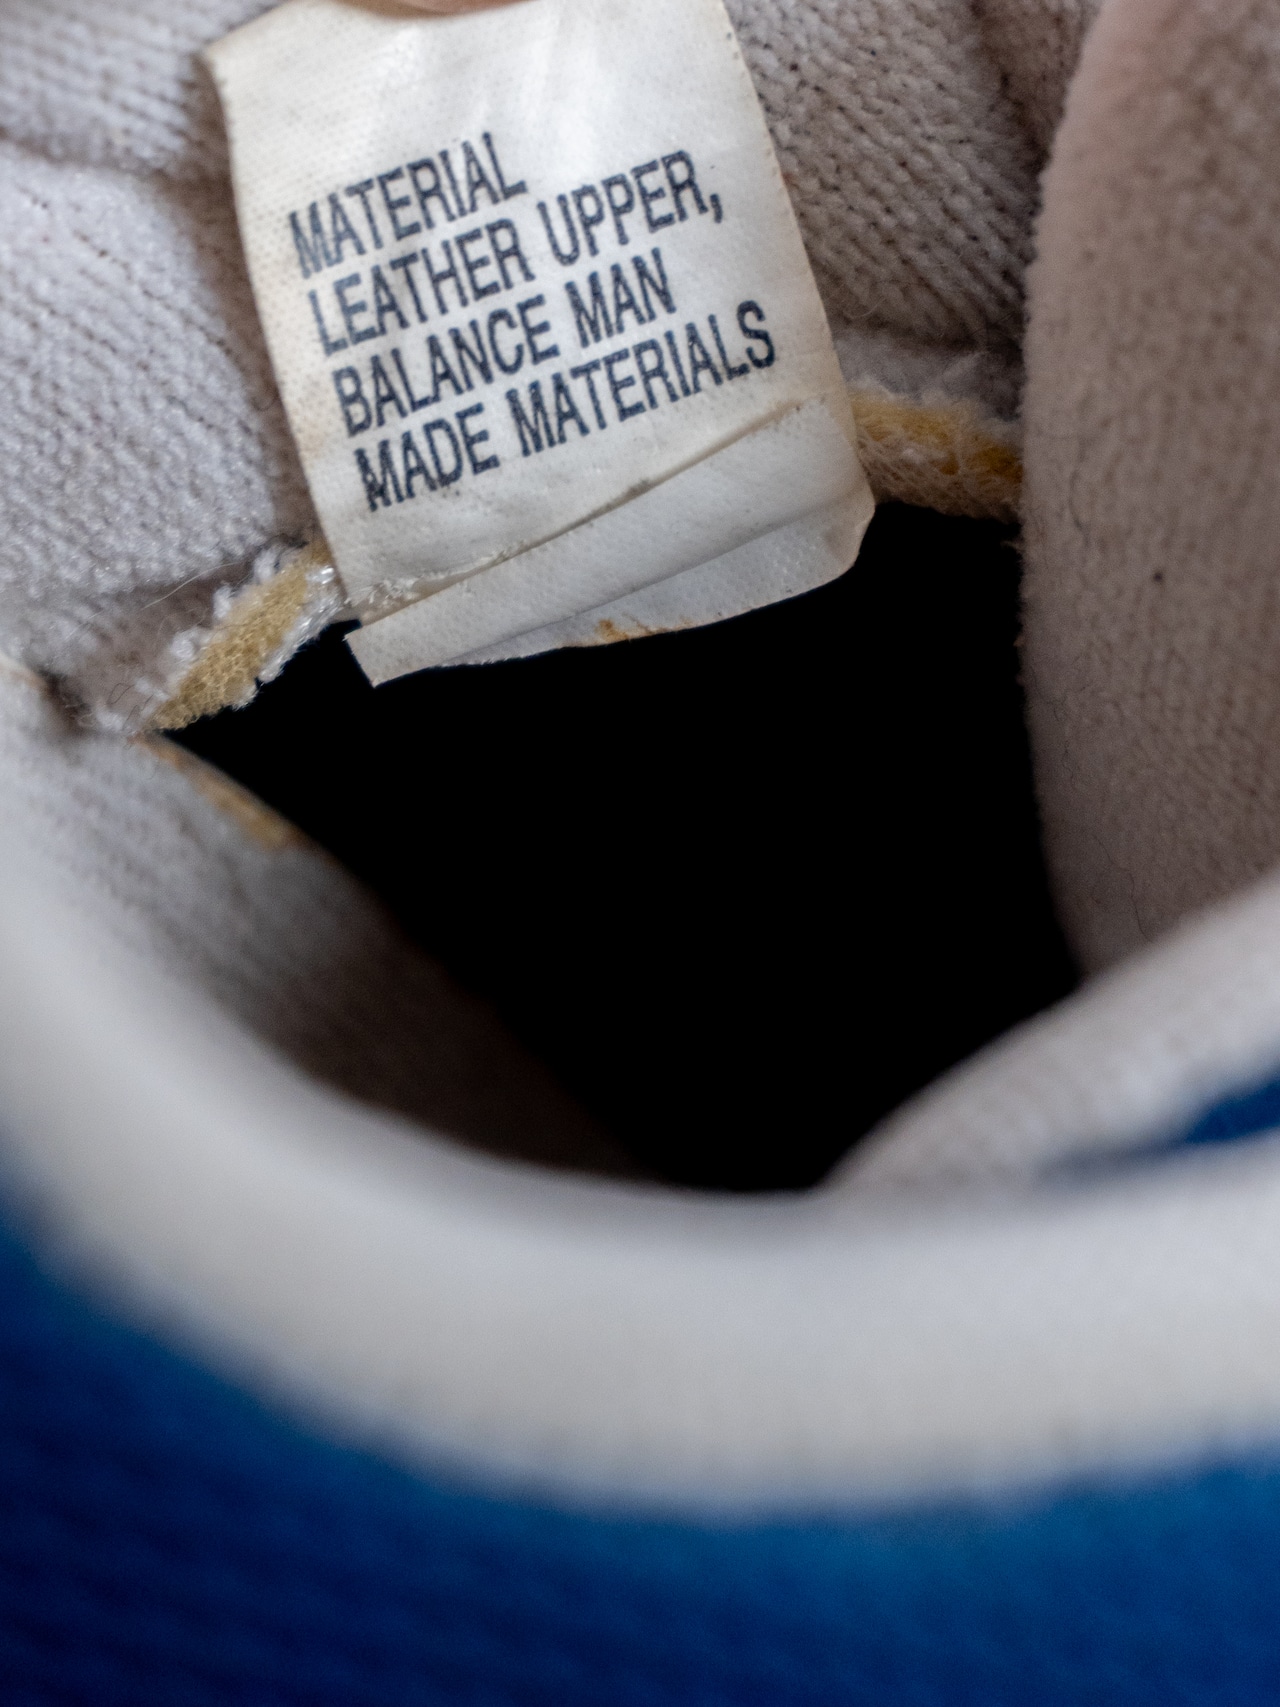 MATERIAL
LEATHER UPPER,
BALANCE MAN
MADE MATERIALS